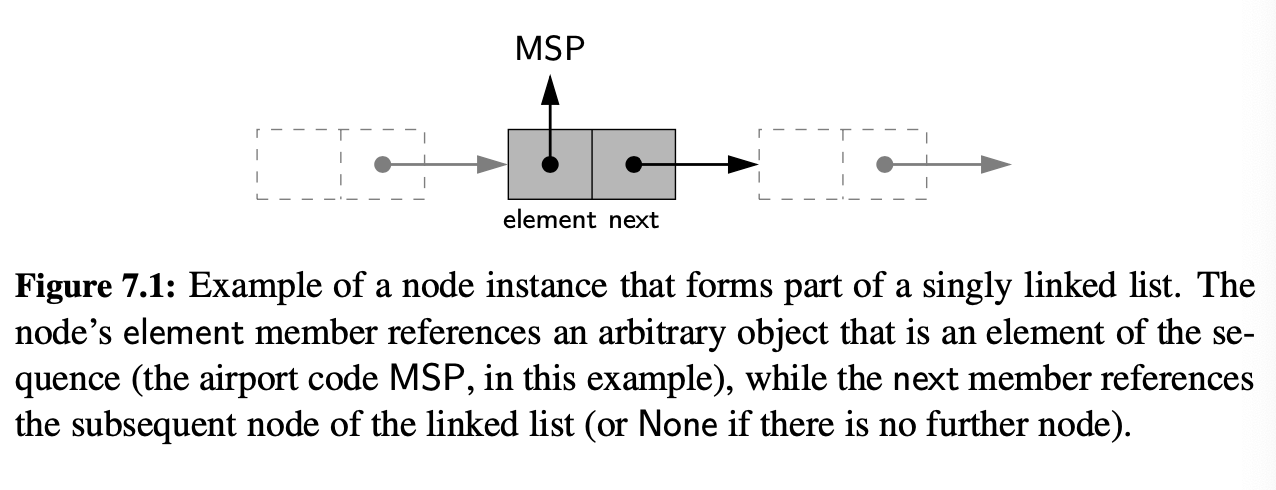 MSP
element next
Figure 7.1: Example of a node instance that forms part of a singly linked list. The
node’s element member references an arbitrary object that is an element of the se-
quence (the airport code MSP, in this example), while the next member references
the subsequent node of the linked list (or None if there is no further node).